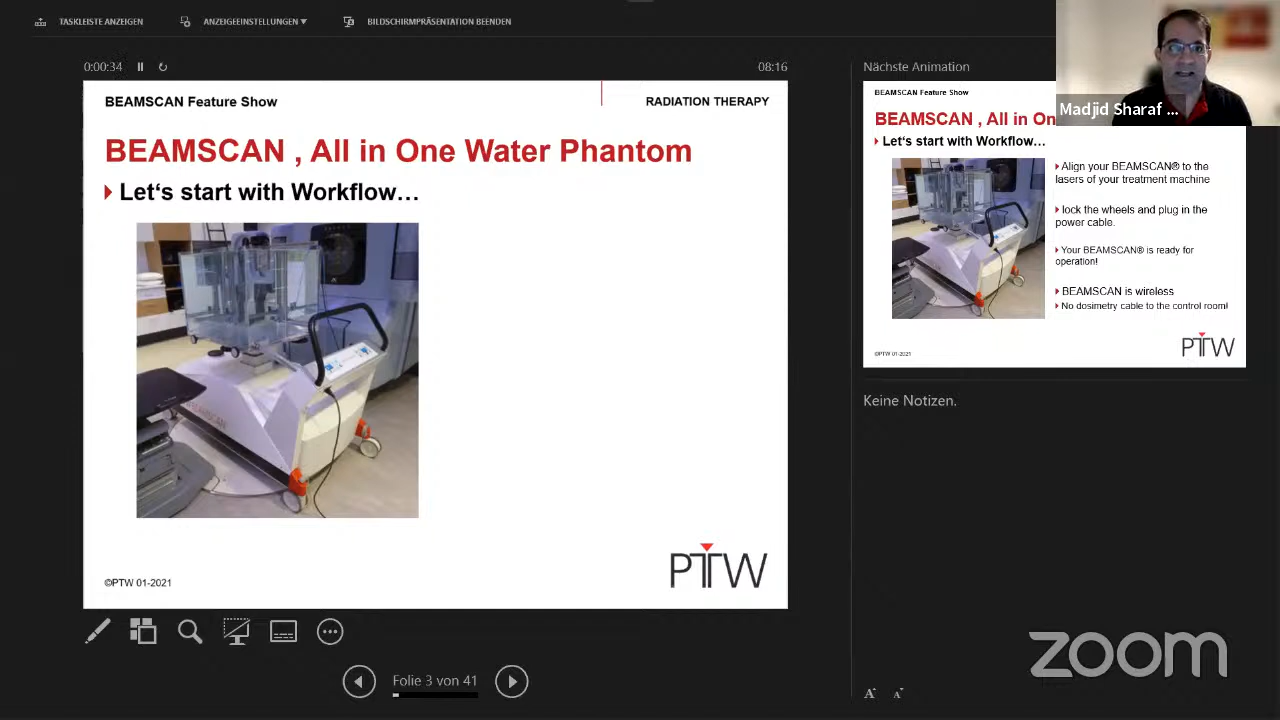 TASKLEISTE ANZEIGEN
ANZEIGEEINSTELLUNGEN ▼
BILDSCHIRMPRÄSENTATION BEENDEN
0:00:34
08:16
BEAMSCAN Feature Show
RADIATION THERAPY
BEAMSCAN , All in One Water Phantom
Let‘s start with Workflow…
BEAMSCAN
©PTW 01-2021
PTW
Folie 3 von 41
Nächste Animation
Madjid Sharaf ...
BEAMSCAN Feature Show
BEAMSCAN , All in On
Let‘s start with Workflow…
Align your BEAMSCAN® to the
lasers of your treatment machine
lock the wheels and plug in the
power cable.
Your BEAMSCAN® is ready for
operation!
BEAMSCAN is wireless
No dosimetry cable to the control room!
©PTW 01-2021
PTW
Keine Notizen.
zoom
A A